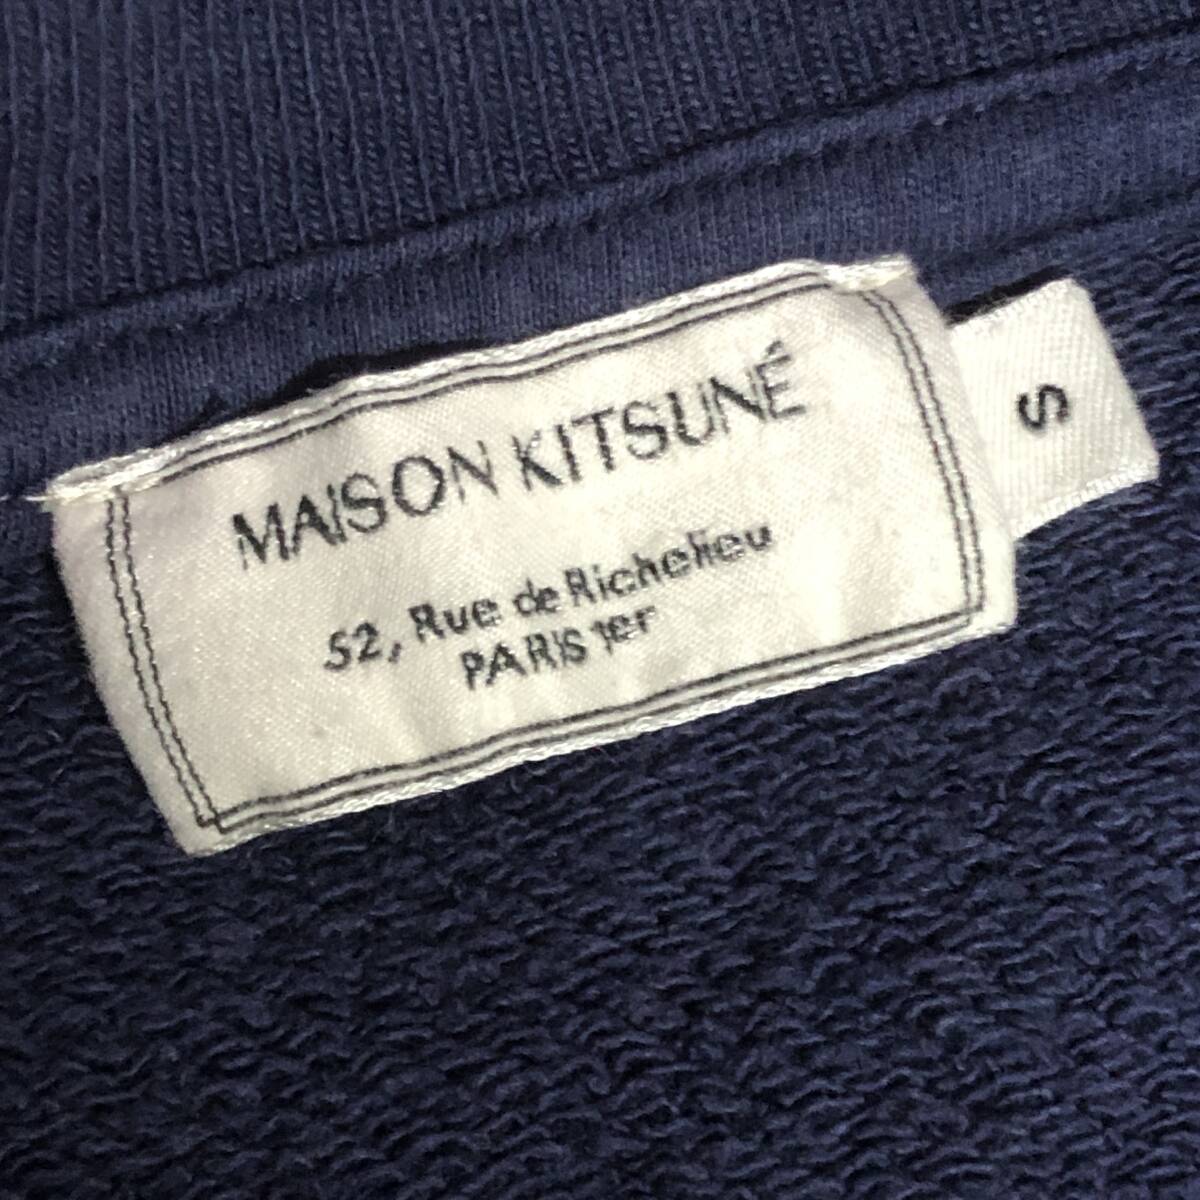 MAISON KITSUNÉ
52, Rue de Richelieu
PARIS 1er
S